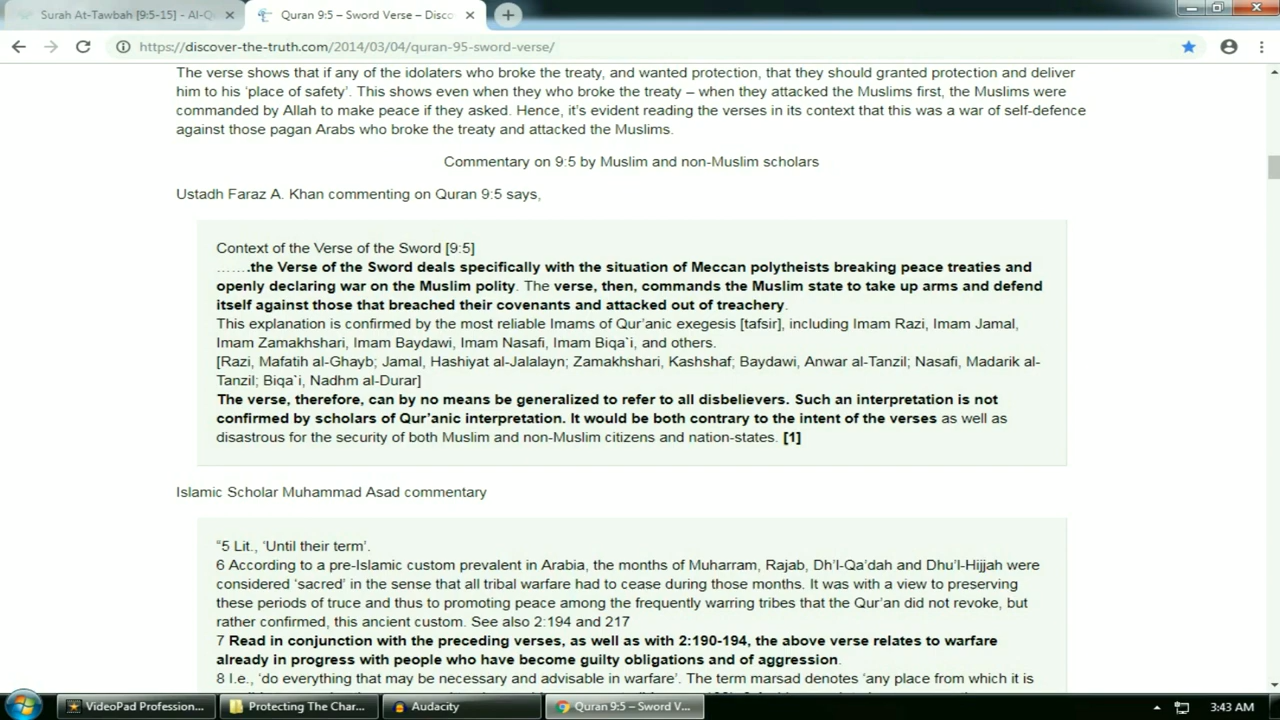 Surah At-Tawbah [9:5-15] - Al-Q
Quran 9:5 – Sword Verse – Disco
https://discover-the-truth.com/2014/03/04/quran-95-sword-verse/
The verse shows that if any of the idolaters who broke the treaty, and wanted protection, that they should granted protection and deliver
him to his ‘place of safety’. This shows even when they who broke the treaty – when they attacked the Muslims first, the Muslims were
commanded by Allah to make peace if they asked. Hence, it’s evident reading the verses in its context that this was a war of self-defence
against those pagan Arabs who broke the treaty and attacked the Muslims.
Commentary on 9:5 by Muslim and non-Muslim scholars
Ustadh Faraz A. Khan commenting on Quran 9:5 says,
Context of the Verse of the Sword [9:5]
…….the Verse of the Sword deals specifically with the situation of Meccan polytheists breaking peace treaties and
openly declaring war on the Muslim polity. The verse, then, commands the Muslim state to take up arms and defend
itself against those that breached their covenants and attacked out of treachery.
This explanation is confirmed by the most reliable Imams of Qur’anic exegesis [tafsir], including Imam Razi, Imam Jamal,
Imam Zamakhshari, Imam Baydawi, Imam Nasafi, Imam Biqa`i, and others.
[Razi, Mafatih al-Ghayb; Jamal, Hashiyat al-Jalalayn; Zamakhshari, Kashshaf; Baydawi, Anwar al-Tanzil; Nasafi, Madarik al-
Tanzil; Biqa`i, Nadhm al-Durar]
The verse, therefore, can by no means be generalized to refer to all disbelievers. Such an interpretation is not
confirmed by scholars of Qur’anic interpretation. It would be both contrary to the intent of the verses as well as
disastrous for the security of both Muslim and non-Muslim citizens and nation-states. [1]
Islamic Scholar Muhammad Asad commentary
“5 Lit., ‘Until their term’.
6 According to a pre-Islamic custom prevalent in Arabia, the months of Muharram, Rajab, Dh’l-Qa’dah and Dhu’l-Hijjah were
considered ‘sacred’ in the sense that all tribal warfare had to cease during those months. It was with a view to preserving
these periods of truce and thus to promoting peace among the frequently warring tribes that the Qur’an did not revoke, but
rather confirmed, this ancient custom. See also 2:194 and 217
7 Read in conjunction with the preceding verses, as well as with 2:190-194, the above verse relates to warfare
already in progress with people who have become guilty obligations and of aggression.
8 I.e., ‘do everything that may be necessary and advisable in warfare’. The term marsad denotes ‘any place from which it is
VideoPad Profession...
Protecting The Char...
Audacity
Quran 9:5 – Sword V...
3:43 AM